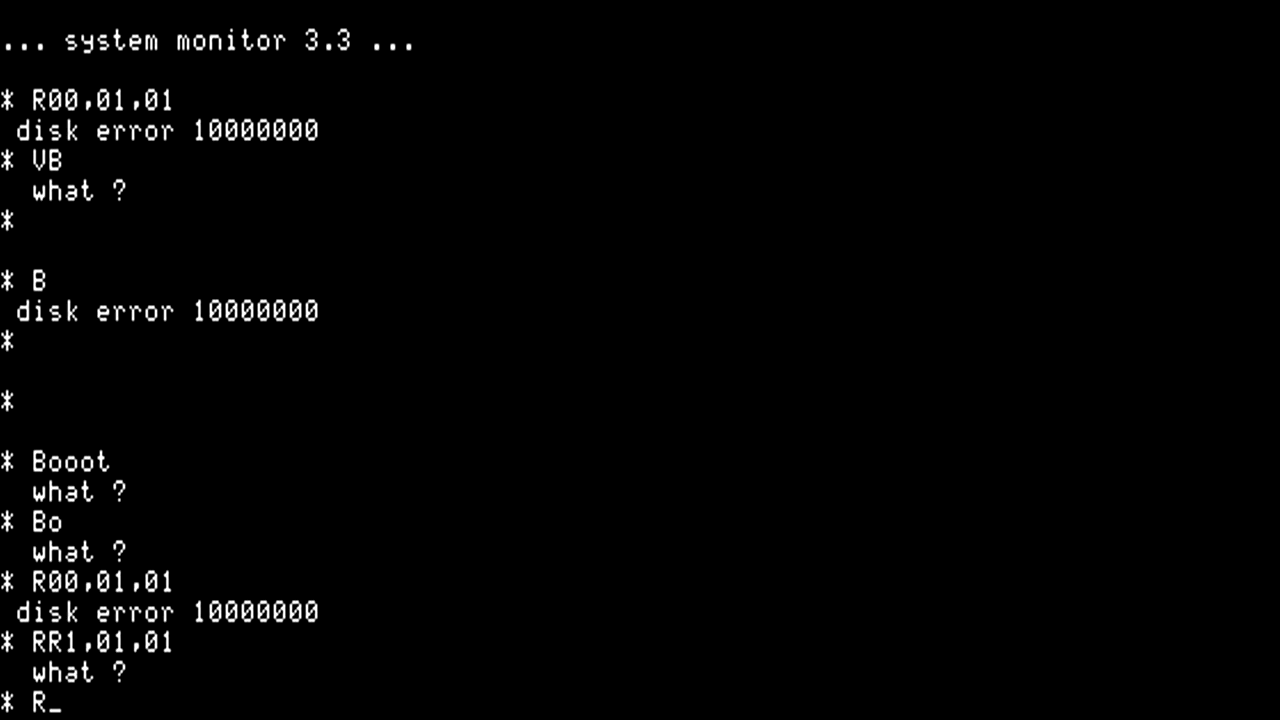 ... system monitor 3.3 ...
* R00,01,01
disk error 10000000
* VB
what ?
*
* B
disk error 10000000
*
*
* Booot
what ?
* Bo
what ?
* R00,01,01
disk error 10000000
* RR1,01,01
what ?
* R_